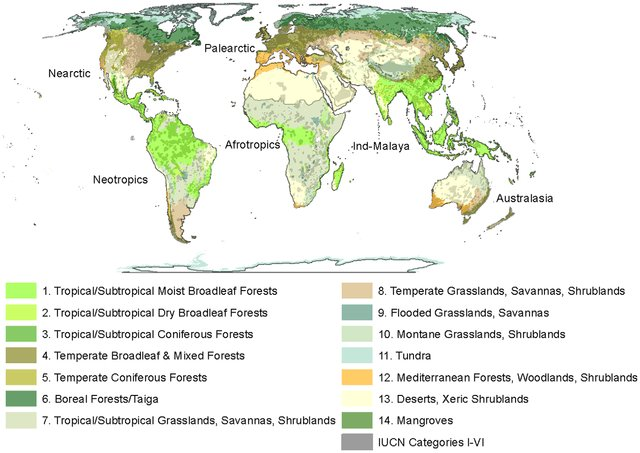 Palearctic
Nearctic
Afrotropics
Ind-Malaya
Neotropics
Australasia
1. Tropical/Subtropical Moist Broadleaf Forests
2. Tropical/Subtropical Dry Broadleaf Forests
3. Tropical/Subtropical Coniferous Forests
4. Temperate Broadleaf & Mixed Forests
5. Temperate Coniferous Forests
6. Boreal Forests/Taiga
7. Tropical/Subtropical Grasslands, Savannas, Shrublands
8. Temperate Grasslands, Savannas, Shrublands
9. Flooded Grasslands, Savannas
10. Montane Grasslands, Shrublands
11. Tundra
12. Mediterranean Forests, Woodlands, Shrublands
13. Deserts, Xeric Shrublands
14. Mangroves
IUCN Categories I-VI